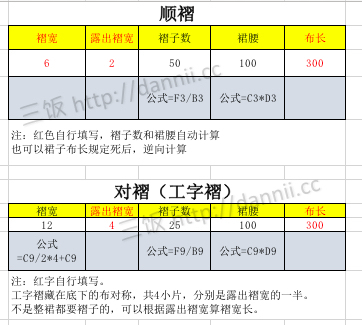 顺褶
褶宽 露出褶宽 褶子数 裙腰 布长
6 2 50 100 300
公式=F3/B3 公式=C3*D3
注：红色自行填写，褶子数和裙腰自动计算
也可以裙子布长规定死后，逆向计算
对褶（工字褶）
褶宽 露出褶宽 褶子数 裙腰 布长
12 4 25 100 300
公式
=C9/2*4+C9 公式=F9/B9 公式=C9*D9
注：红字自行填写。
工字褶藏在底下的布对称，共4小片，分别是露出褶宽的一半。
不是整裙都要褶子的，可以根据露出褶宽算褶宽长。
三饭 http://dannii.cc
三饭 http://dannii.cc